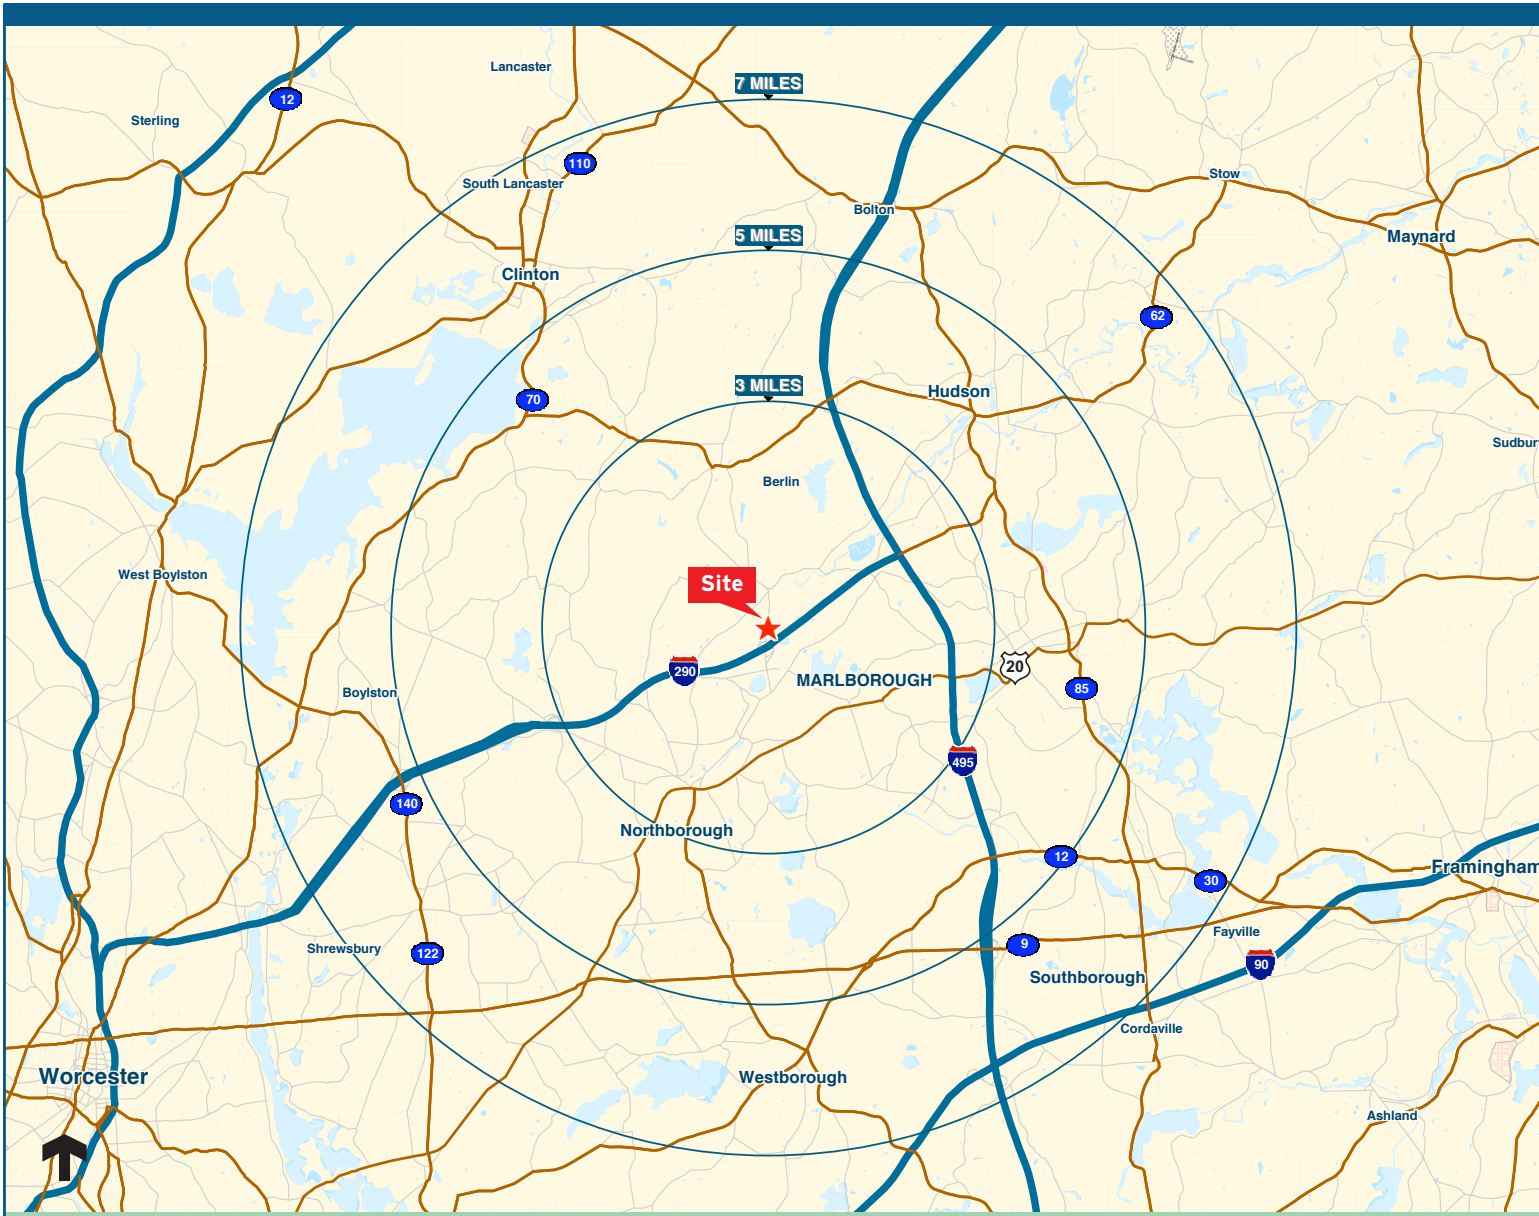 Lancaster
7 MILES
12
Sterling
110
Stow
South Lancaster
Bolton
5 MILES
Maynard
Clinton
62
3 MILES
Hudson
70
Sudbur
Berlin
West Boylston
Site
20
290
MARLBOROUGH
85
Boylston
495
140
Northborough
12
Framingham
30
Fayville
Shrewsbury
122
9
90
Southborough
Cordaville
Worcester
Westborough
Ashland